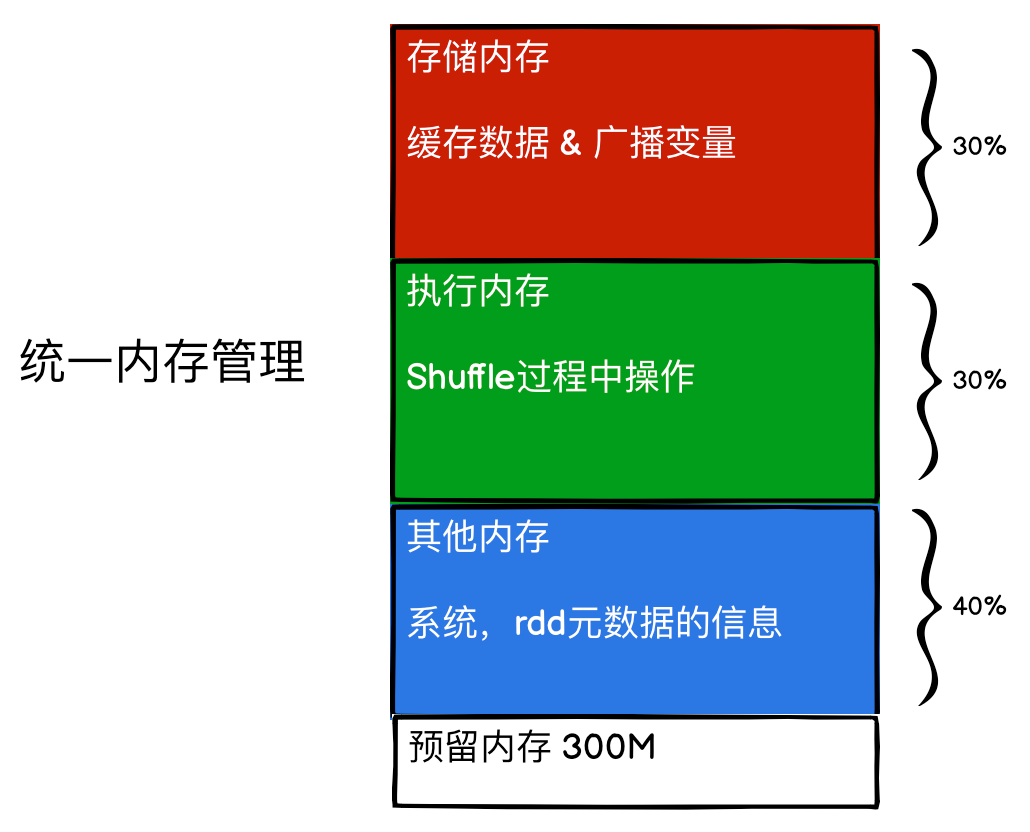 存储内存
缓存数据 & 广播变量
30%
执行内存
统一内存管理
Shuffle过程中操作
30%
其他内存
40%
系统，rdd元数据的信息
预留内存 300M